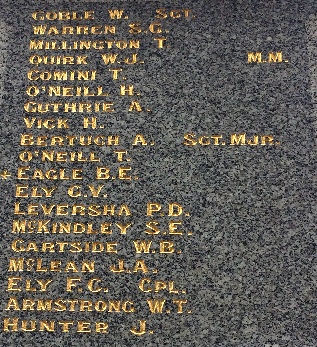 GOBLE W. SGT.
WARREN S.G.
MILLINGTON T.
QUIRK W.J. M.M.
COMINI T.
O'NEILL H.
GUTHRIE A.
VICK H.
BERTUCH A. SGT.MJR.
O'NEILL T.
EAGLE B.E.
ELY C.V.
LEVERSHA P.D.
McKINDLEY S.E.
GARTSIDE W.B.
McLEAN J.A.
ELY F.C. CPL.
ARMSTRONG W.T.
HUNTER J.